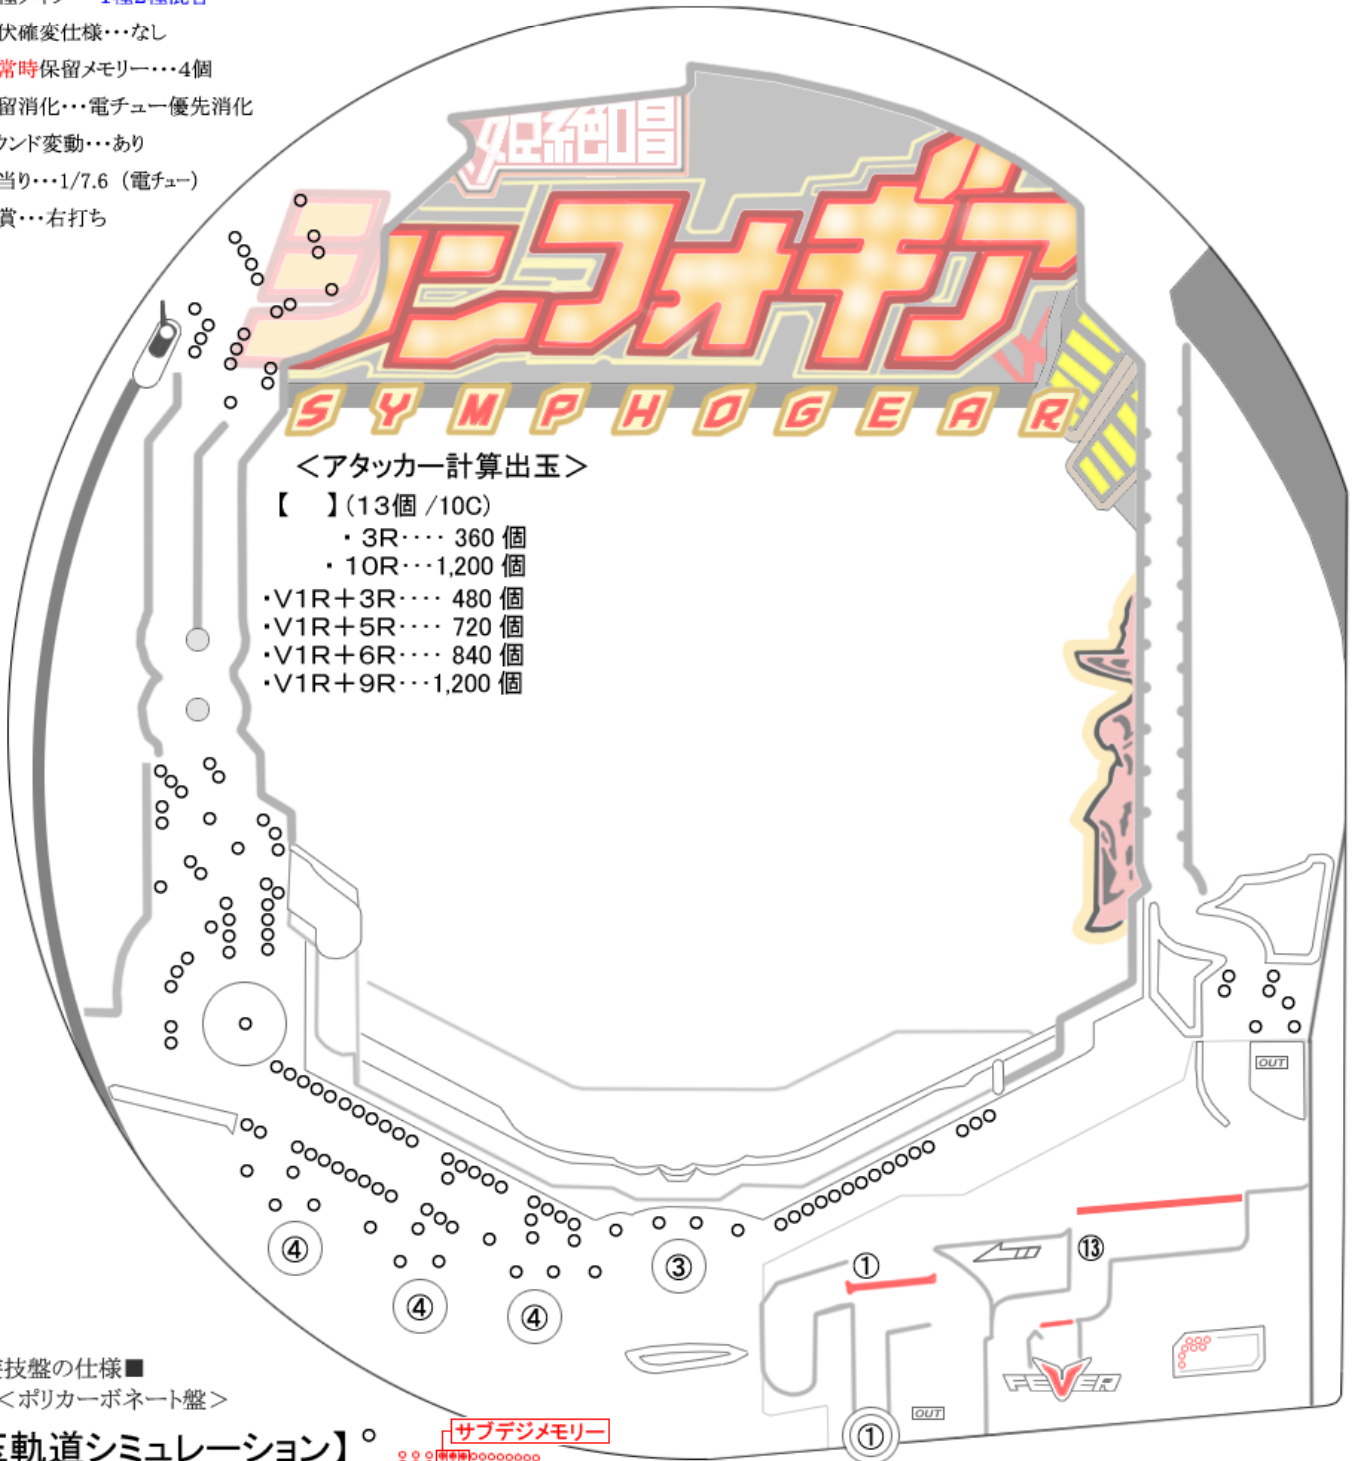 1種2種混合
伏確変仕様・・・なし
常時保留メモリー・・・4個
留消化・・・電チュー優先消化
ウンド変動・・・あり
当り・・・1/7.6（電チュー）
賞・・・右打ち
絶唱
シンフォギア
SYMPHOGEAR
＜アタッカー計算出玉＞
【　】(13個 /10C)
・ 3R・・・・ 360 個
・ 10R・・・1,200 個
・V1R＋3R・・・・ 480 個
・V1R＋5R・・・・ 720 個
・V1R＋6R・・・・ 840 個
・V1R＋9R・・・1,200 個
OUT
④
④
④
③
①
⑬
FEVER
OUT
①
技盤の仕様■
＜ポリカーボネート盤＞
玉軌道シミュレーション】
サブデジメモリー